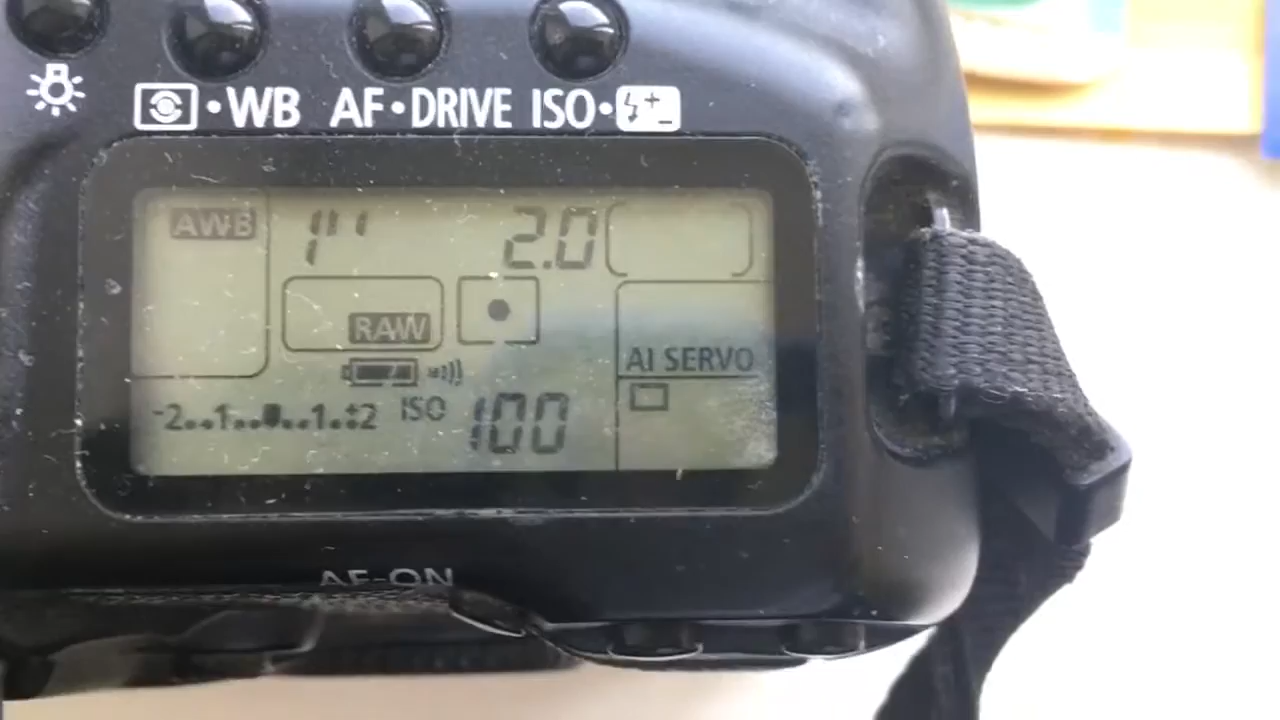 WB AF•DRIVE ISO•
AWB 1" 2.0
RAW
AI SERVO
-2..1..0..1.+2 ISO 100
AF-ON